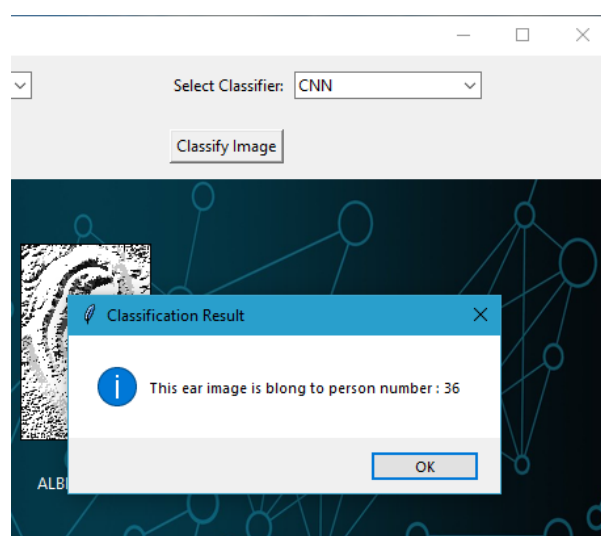 Select Classifier: CNN
Classify Image
Classification Result
This ear image is blong to person number : 36
OK